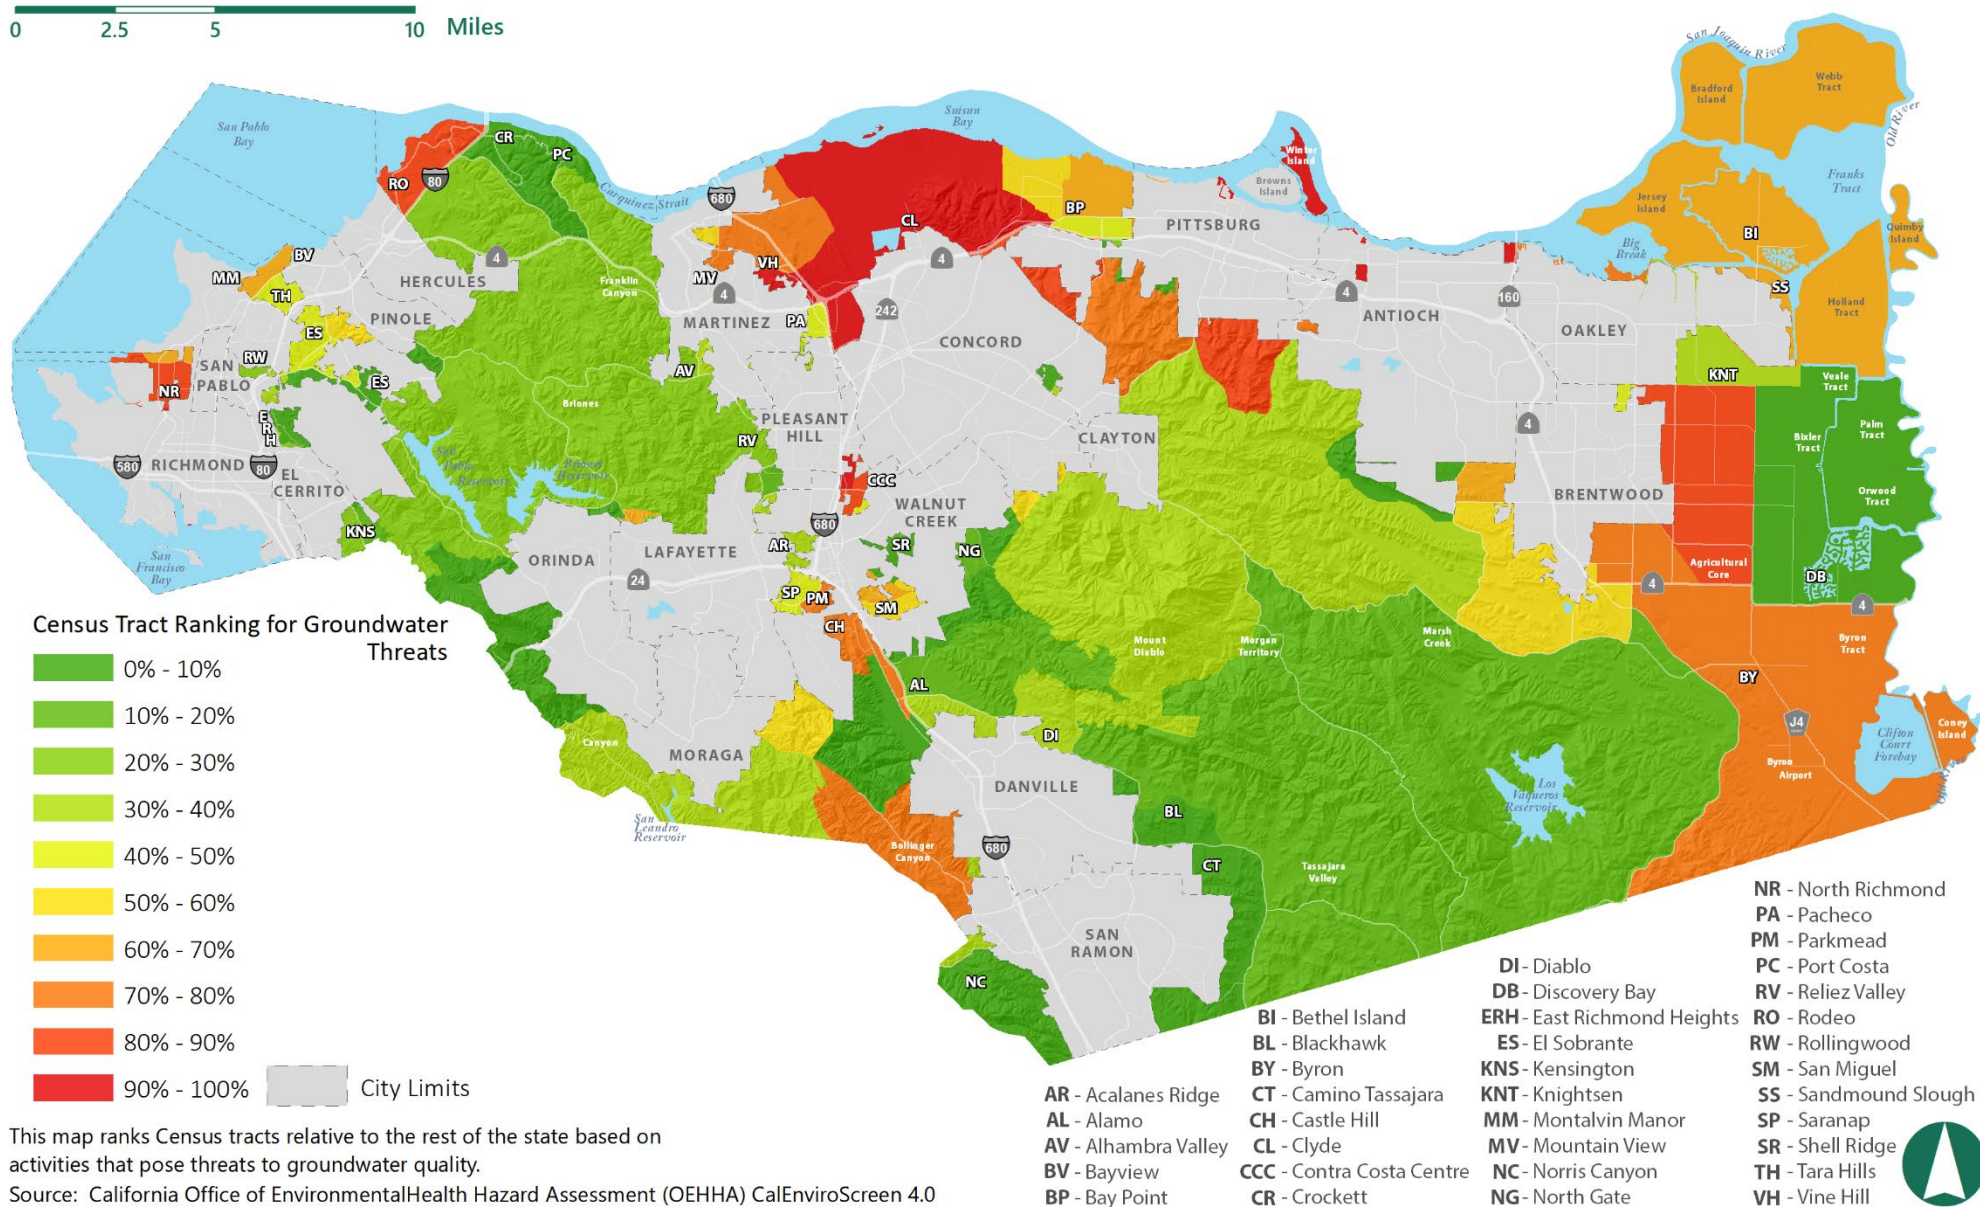 0 2.5 5 10 Miles
San Joaquin River
Webb
Tract
Bradford
Island
Old River
San Pablo
Bay
Suisun
Bay
CR
PC
Winter
Island
Browns
Island
Franks
Tract
RO
80
Carquinez Strait
680
CL
BP
PITTSBURG
Jersey
Island
BI
Quimby
Island
Big
Break
BV
MM
TH
HERCULES
4
Franklin
Canyon
MV
VH
4
4
SS
Holland
Tract
ES
PINOLE
4
MARTINEZ
PA
242
CONCORD
4
ANTIOCH
160
OAKLEY
RW
SAN
PABLO
NR
ES
AV
KNT
Veale
Tract
Briones
E
R
H
PLEASANT
HILL
RV
CLAYTON
4
Bixler
Tract
Palm
Tract
580
RICHMOND
80
EL
CERRITO
San
Pablo
Reservoir
Briones
Reservoir
CCC
WALNUT
CREEK
BRENTWOOD
Orwood
Tract
KNS
680
ORINDA
LAFAYETTE
AR
SR
NG
San
Francisco
Bay
24
SP
PM
SM
Agricultural
Core
4
DB
4
CH
Mount
Diablo
Morgan
Territory
Marsh
Creek
Byron
Tract
AL
BY
Canyon
MORAGA
DI
J4
Coney
Island
Clifton
Court
Forebay
Byron
Airport
Old River
DANVILLE
San
Leandro
Reservoir
BL
Los
Vaqueros
Reservoir
Bollinger
Canyon
680
CT
Tassajara
Valley
SAN
RAMON
NC
Census Tract Ranking for Groundwater
Threats
0% - 10%
10% - 20%
20% - 30%
30% - 40%
40% - 50%
50% - 60%
60% - 70%
70% - 80%
80% - 90%
90% - 100%
City Limits
This map ranks Census tracts relative to the rest of the state based on
activities that pose threats to groundwater quality.
Source: California Office of EnvironmentalHealth Hazard Assessment (OEHHA) CalEnviroScreen 4.0
AR - Acalanes Ridge
AL - Alamo
AV - Alhambra Valley
BV - Bayview
BP - Bay Point
BI - Bethel Island
BL - Blackhawk
BY - Byron
CT - Camino Tassajara
CH - Castle Hill
CL - Clyde
CCC - Contra Costa Centre
CR - Crockett
DI - Diablo
DB - Discovery Bay
ERH - East Richmond Heights
ES - El Sobrante
KNS - Kensington
KNT - Knightsen
MM - Montalvin Manor
MV - Mountain View
NC - Norris Canyon
NG - North Gate
NR - North Richmond
PA - Pacheco
PM - Parkmead
PC - Port Costa
RV - Reliez Valley
RO - Rodeo
RW - Rollingwood
SM - San Miguel
SS - Sandmound Slough
SP - Saranap
SR - Shell Ridge
TH - Tara Hills
VH - Vine Hill